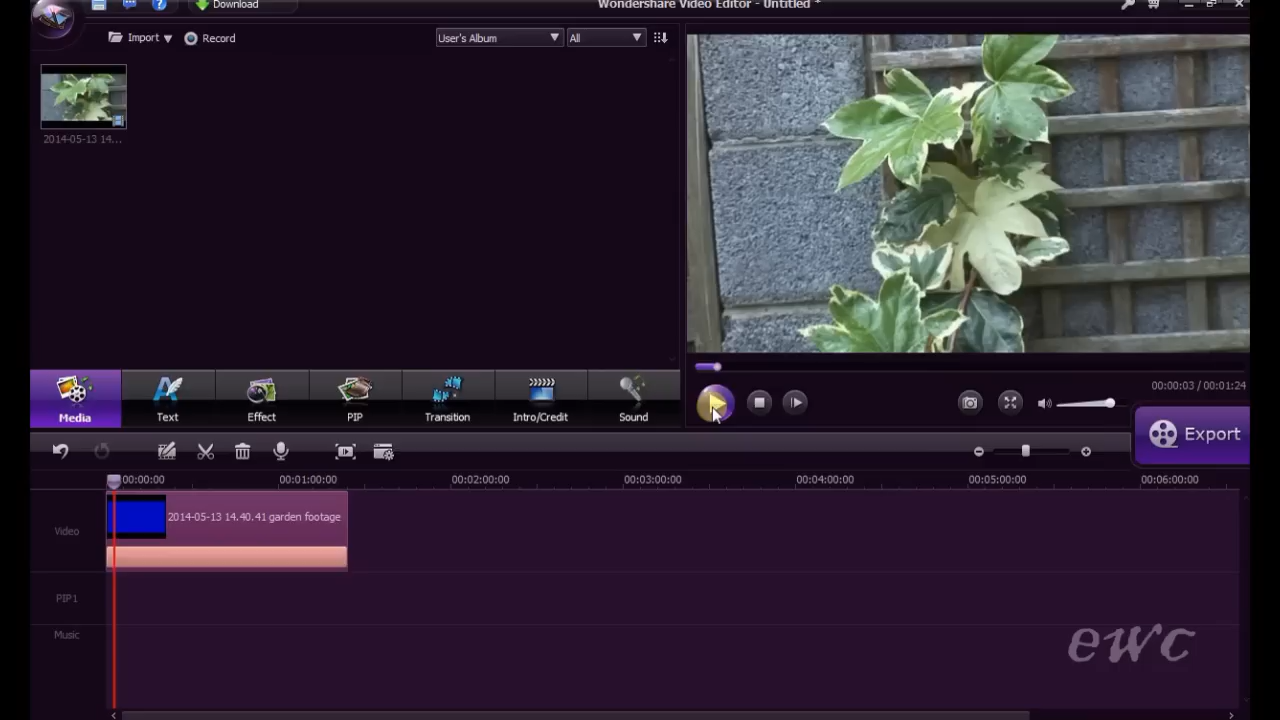 Download
Wondershare Video Editor - Untitled *
Import
Record
User's Album
All
2014-05-13 14...
00:00:03 / 00:01:24
Media
Text
Effect
PIP
Transition
Intro/Credit
Sound
Export
00:00:00
00:01:00:00
00:02:00:00
00:03:00:00
00:04:00:00
00:05:00:00
00:06:00:00
Video
2014-05-13 14.40.41 garden footage
PIP1
Music
ewc